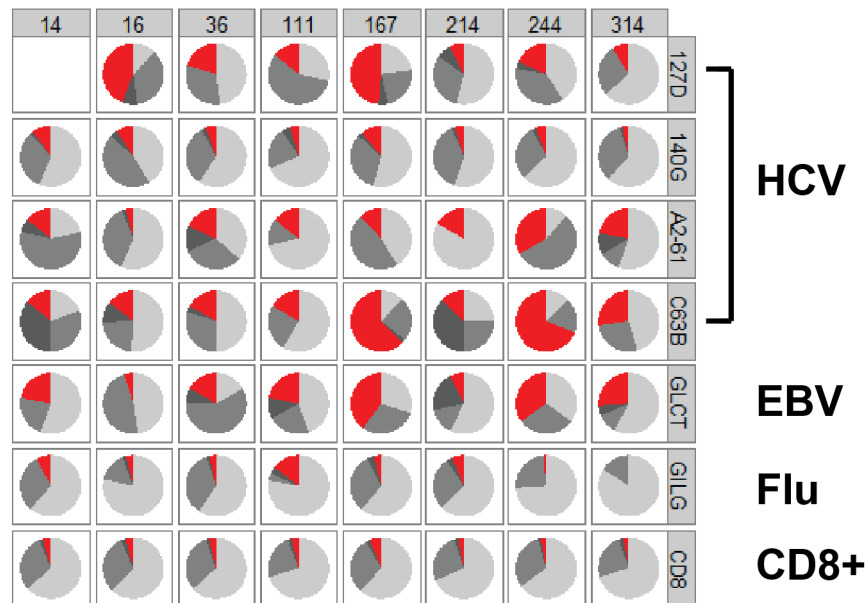 14 16 36 111 167 214 244 314
127D
140G
A2-61
C63B
GLCT
GILG
CD8
HCV
EBV
Flu
CD8+